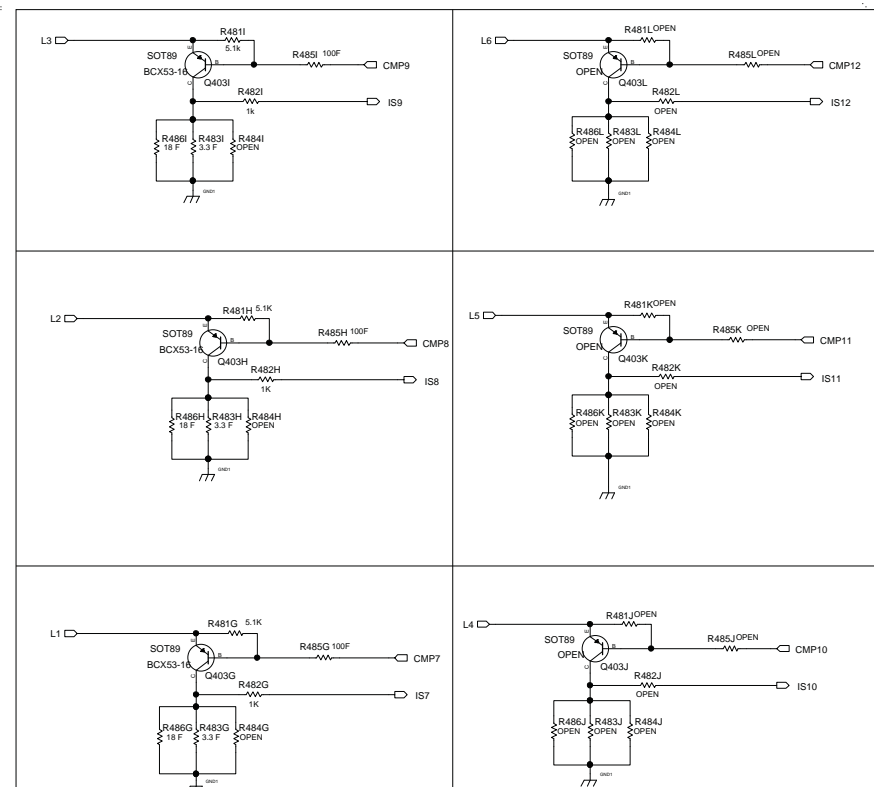 R481I
5.1k
L3
SOT89
BCX53-16
E
B
C
Q403I
R485I 100F
CMP9
R482I
1k
IS9
R486I
18 F
R483I
3.3 F
R484I
OPEN
GND1
R481L OPEN
L6
SOT89
OPEN
E
B
C
Q403L
R485L OPEN
CMP12
R482L
OPEN
IS12
R486L
OPEN
R483L
OPEN
R484L
OPEN
GND1
R481H 5.1K
L2
SOT89
BCX53-16
E
B
C
Q403H
R485H 100F
CMP8
R482H
1K
IS8
R486H
18 F
R483H
3.3 F
R484H
OPEN
GND1
R481K OPEN
L5
SOT89
OPEN
E
B
C
Q403K
R485K OPEN
CMP11
R482K
OPEN
IS11
R486K
OPEN
R483K
OPEN
R484K
OPEN
GND1
R481G 5.1K
L1
SOT89
BCX53-16
E
B
C
Q403G
R485G 100F
CMP7
R482G
1K
IS7
R486G
18 F
R483G
3.3 F
R484G
OPEN
GND1
R481J OPEN
L4
SOT89
OPEN
E
B
C
Q403J
R485J OPEN
CMP10
R482J
OPEN
IS10
R486J
OPEN
R483J
OPEN
R484J
OPEN
GND1